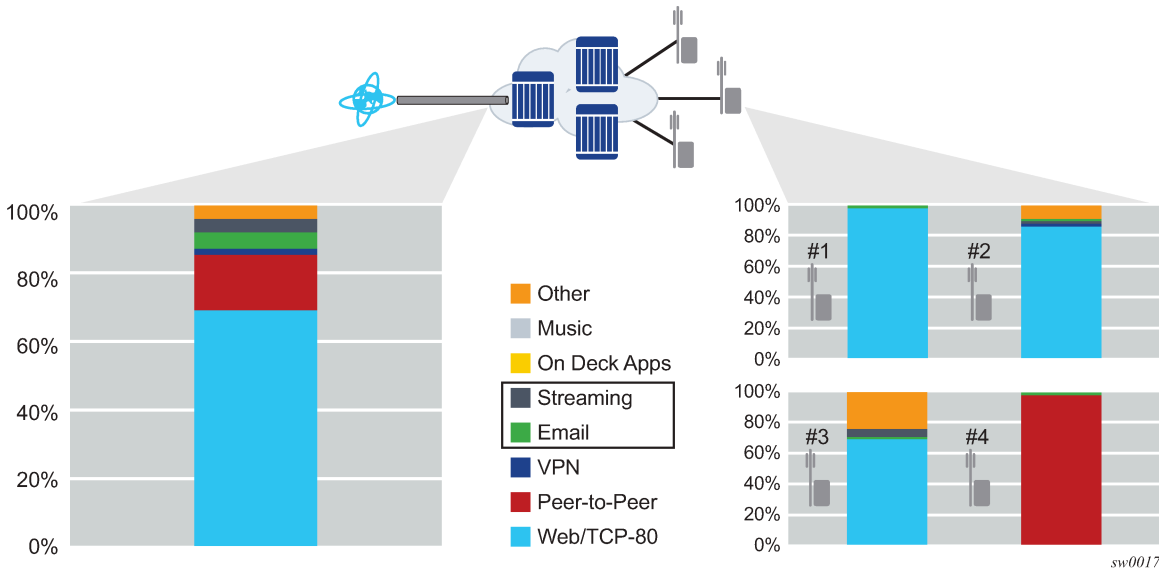 100%
80%
60%
40%
20%
0%
Other
Music
On Deck Apps
Streaming
Email
VPN
Peer-to-Peer
Web/TCP-80
100%
80%
60%
40%
20%
0%
#1
#2
100%
80%
60%
40%
20%
0%
#3
#4
sw0017